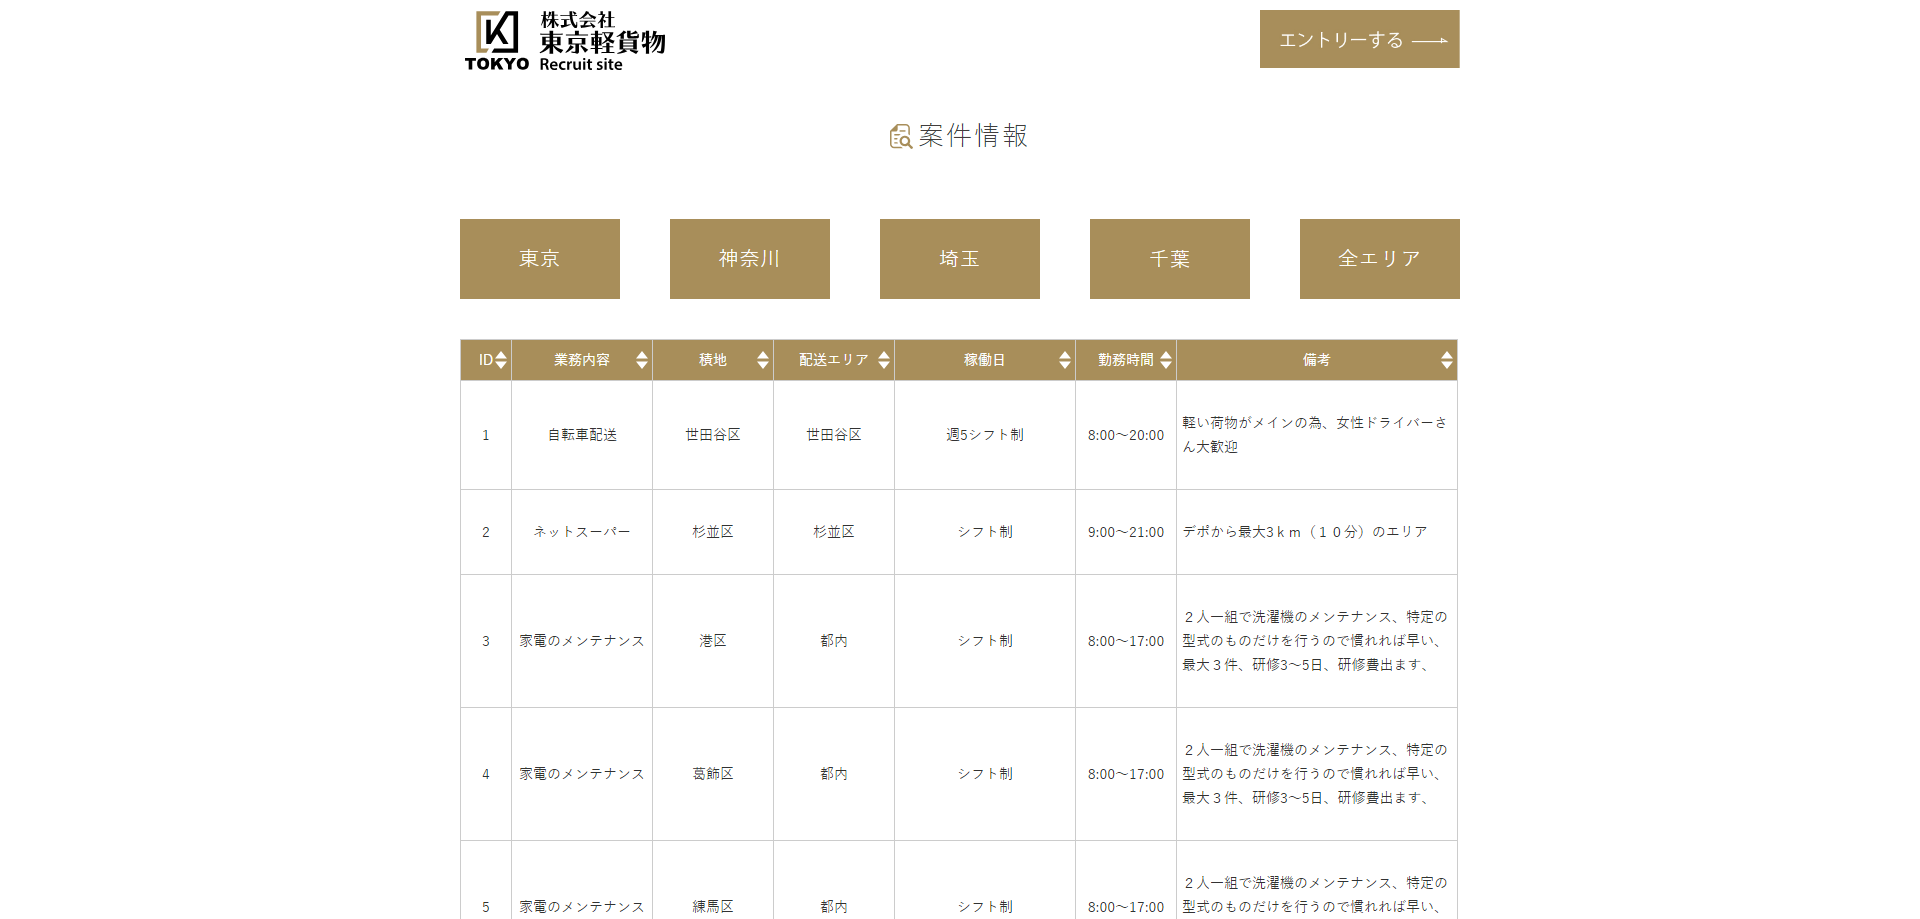 株式会社
東京軽貨物
TOKYO
Recruit site
エントリーする
案件情報
東京
神奈川
埼玉
千葉
全エリア
ID 業務内容 積地 配送エリア 稼働日 勤務時間 備考
1 自転車配送 世田谷区 世田谷区 週5シフト制 8:00〜20:00 軽い荷物がメインの為、女性ドライバーさ
ん大歓迎
2 ネットスーパー 杉並区 杉並区 シフト制 9:00〜21:00 デポから最大3ｋｍ（１０分）のエリア
２人一組で洗濯機のメンテナンス、特定の
3 家電のメンテナンス 港区 都内 シフト制 8:00〜17:00 型式のものだけを行うので慣れれば早い、
最大３件、研修3〜5日、研修費出ます、
２人一組で洗濯機のメンテナンス、特定の
4 家電のメンテナンス 葛飾区 都内 シフト制 8:00〜17:00 型式のものだけを行うので慣れれば早い、
最大３件、研修3〜5日、研修費出ます、
２人一組で洗濯機のメンテナンス、特定の
5 家電のメンテナンス 練馬区 都内 シフト制 8:00〜17:00 型式のものだけを行うので慣れれば早い、